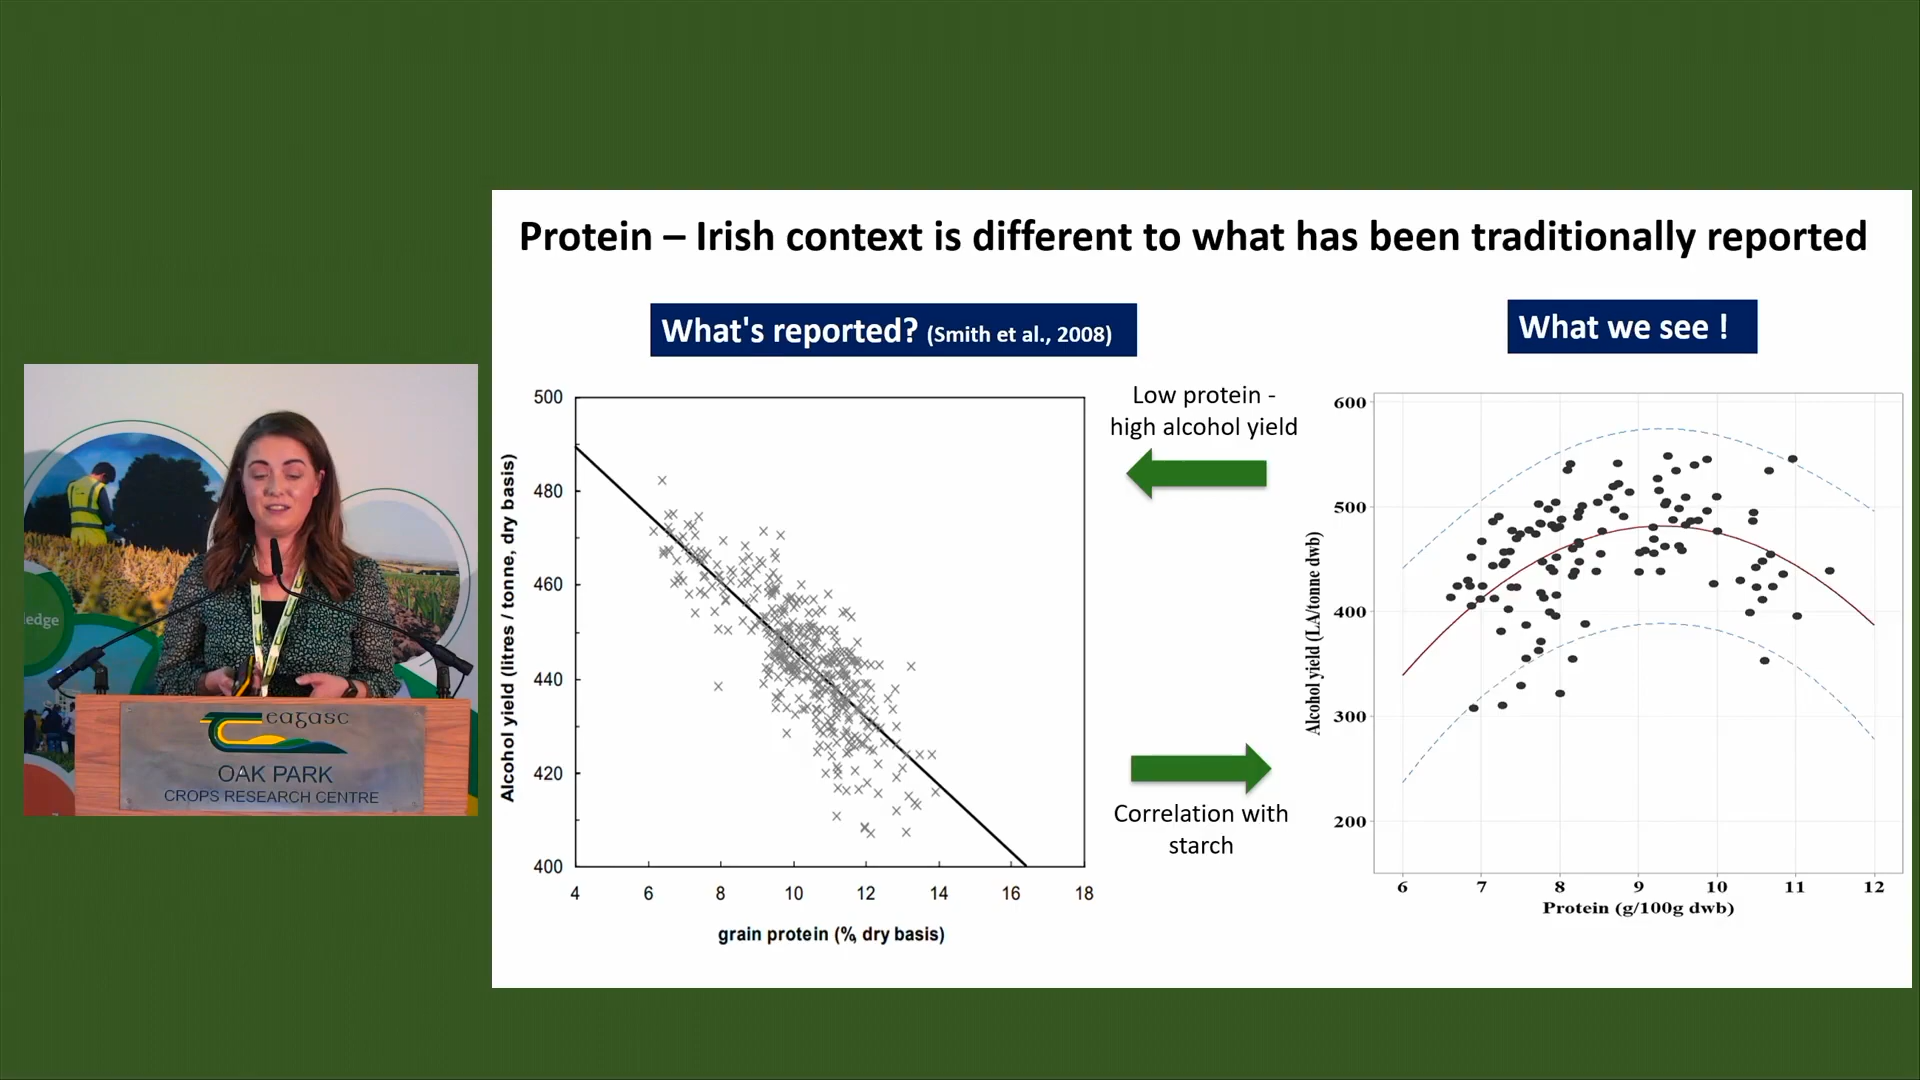 Protein – Irish context is different to what has been traditionally reported
What's reported? (Smith et al., 2008)
What we see !
Low protein -
high alcohol yield
Correlation with
starch
Alcohol yield (litres / tonne, dry basis)
500
480
460
440
420
400
4 6 8 10 12 14 16 18
grain protein (%, dry basis)
Alcohol yield (LA/tonne dwb)
600
500
400
300
200
6 7 8 9 10 11 12
Protein (g/100g dwb)
ledge
eagasc
OAK PARK
CROPS RESEARCH CENTRE